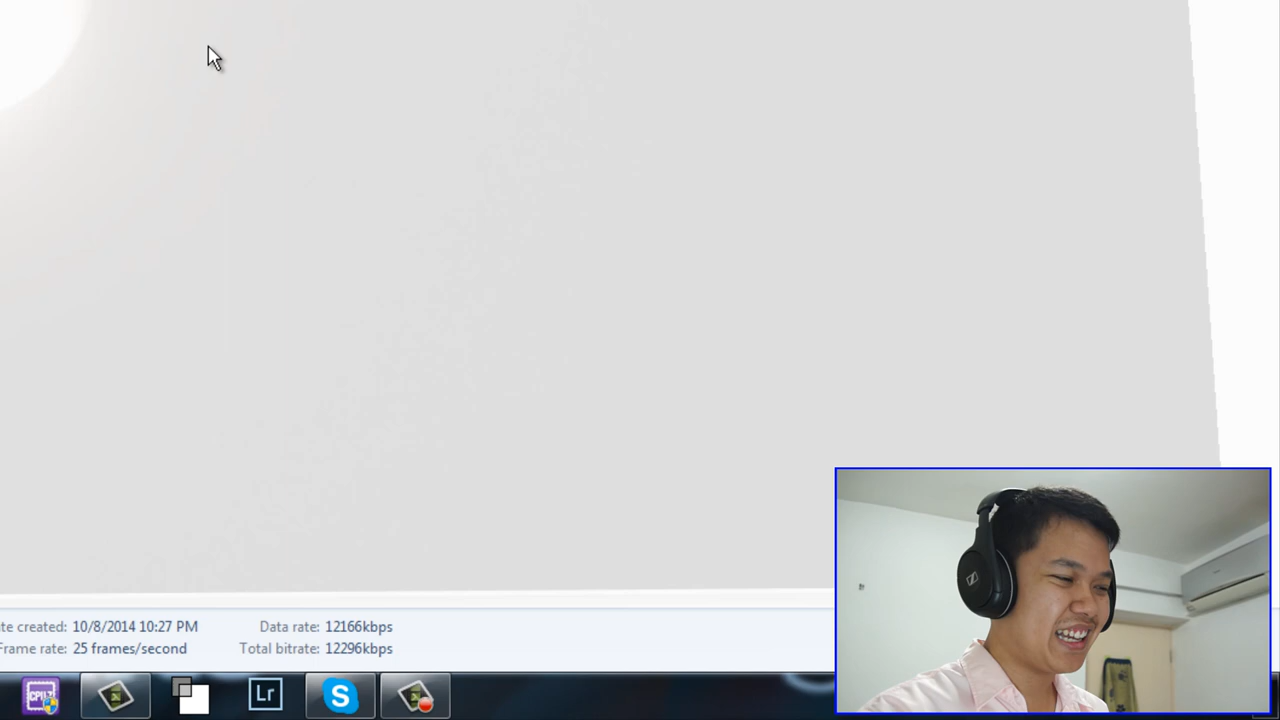 te created: 10/8/2014 10:27 PM Data rate: 12166kbps
Frame rate: 25 frames/second Total bitrate: 12296kbps
CPU-Z
Lr
S